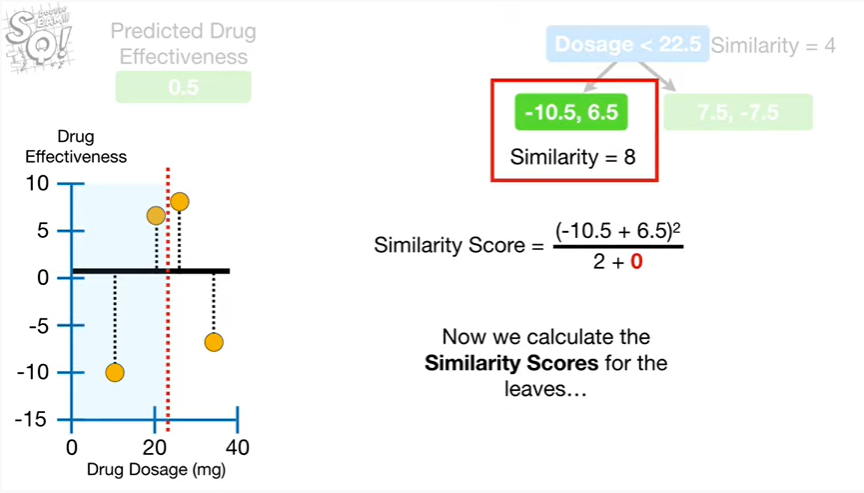 SQ!
Predicted Drug
Effectiveness
0.5
Dosage < 22.5 Similarity = 4
-10.5, 6.5
7.5, -7.5
Similarity = 8
Drug
Effectiveness
10
5
0
-5
-10
-15
0
20
40
Drug Dosage (mg)
Similarity Score = (-10.5 + 6.5)²
2 + 0
Now we calculate the
Similarity Scores for the
leaves…